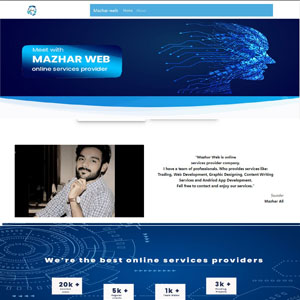 Mazhar-web Home About
Meet with
MAZHAR WEB
online services provider
"Mazhar Web is online
services provider company.
I have a team of professionals. Who provides services like:
Trading, Web Development, Graphic Designing, Content Writing
Services and Andriod App Development.
Fell free to contact and enjoy our services."
Founder
Mazhar Ali
We're the best online services providers
20k + 5k + 1k + 3k +